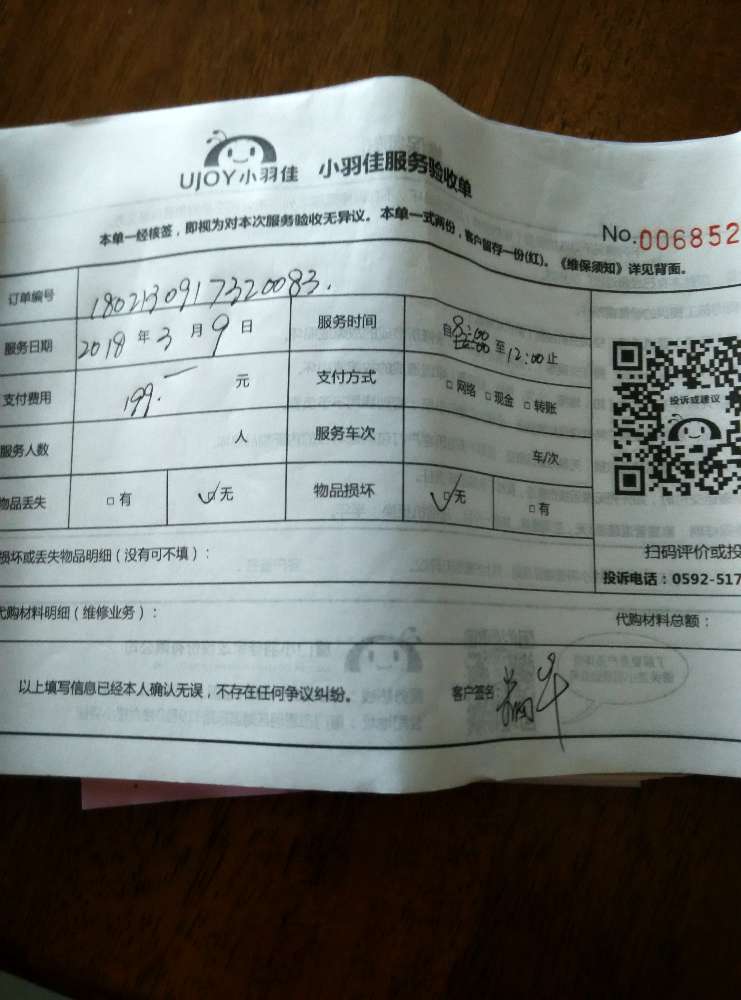 UJOY小羽佳 小羽佳服务验收单
本单一经核签，即视为对本次服务验收无异议。本单一式两份，客户留存一份(红)。《维保须知》详见背面。
No.006852
订单编号 1802130917320083.
服务日期 2018 年 3 月 9 日 服务时间 自 8:00 至 12:00 止
支付费用 199.一 元 支付方式 □ 网络 □ 现金 □ 转账
服务人数 人 服务车次 车/次
物品丢失 □ 有 ✓ 无 物品损坏 ✓ 无 □ 有
投诉或建议
损坏或丢失物品明细（没有可不填）：
扫码评价或投
投诉电话：0592-517
代购材料明细（维修业务）：
代购材料总额：
以上填写信息已经本人确认无误，不存在任何争议纠纷。 客户签名：